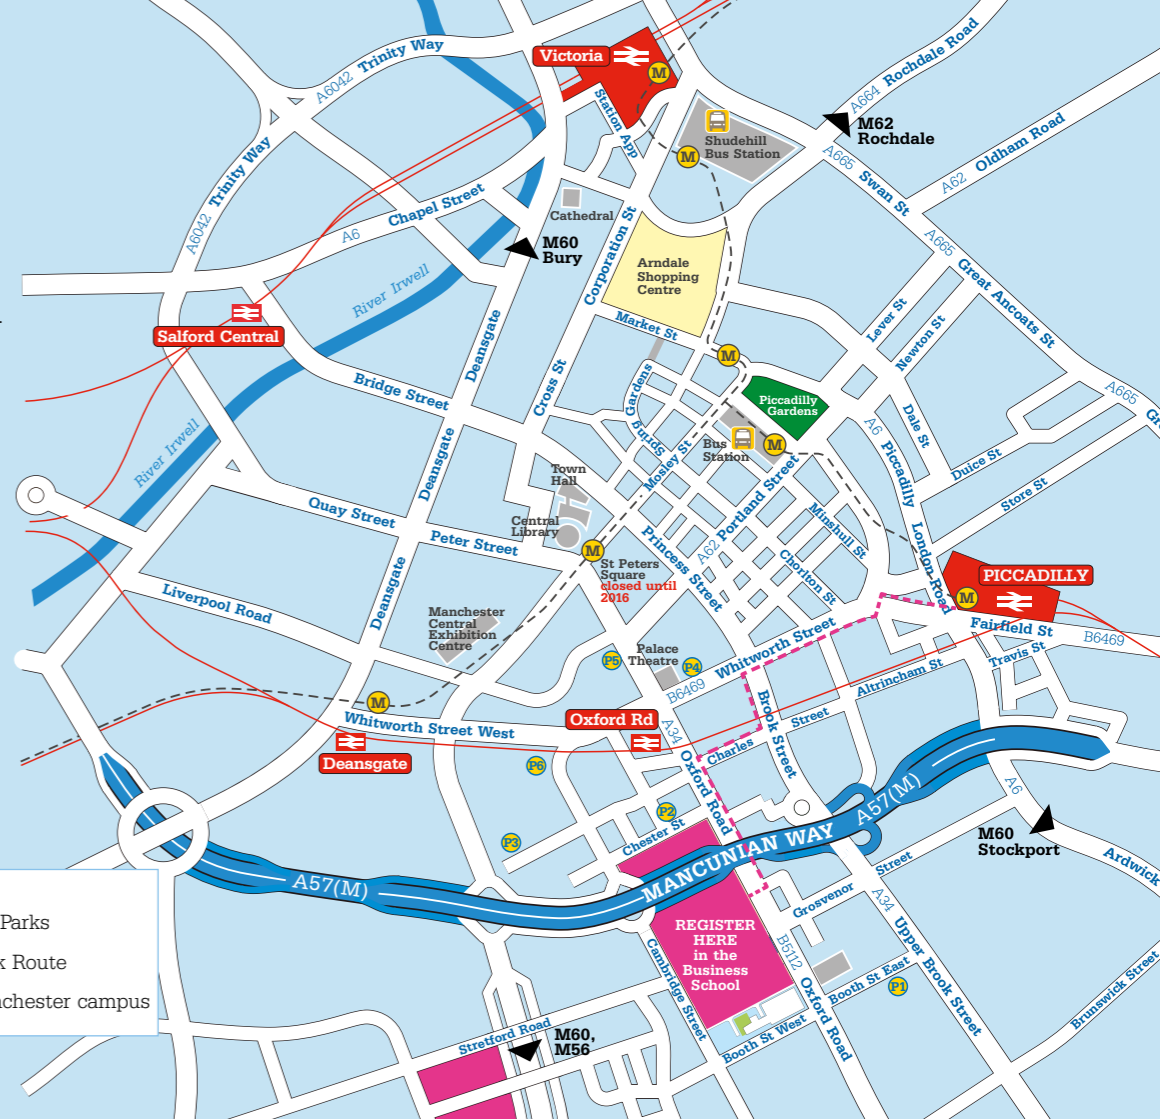 Victoria
M
A6042
Trinity Way
Station App
Shudehill
Bus Station
M
A664
Rochdale Road
M62
Rochdale
A62
Oldham Road
A665
Swan St
A6042
Trinity Way
A6
Chapel Street
Cathedral
M60
Bury
Corporation St
Arndale
Shopping
Centre
A665
Great Ancoats St
River Irwell
Salford Central
Market St
M
Lever St
Newton St
Deansgate
Cross St
Bridge Street
Spring
Gardens
Piccadilly
Gardens
A665
Gr
Bus
Station
M
A6
Piccadilly
Dale St
River Irwell
Deansgate
Town
Hall
Mosley St
Duice St
Store St
Quay Street
Peter Street
Central
Library
M
A62
Portland Street
Minshull St
St Peters
Square
closed until
2016
Princess Street
Chorlton St
London Road
PICCADILLY
M
Liverpool Road
Deansgate
Manchester
Central
Exhibition
Centre
Fairfield St
B6469
P5
Palace
Theatre
P4
B6469
Whitworth Street
Travis St
Altrincham St
M
Whitworth Street West
Oxford Rd
A34
Oxford Road
Brook Street
Charles
Street
Deansgate
P6
P2
P3
Chester St
A57(M)
A6
M60
Stockport
Ardwick
MANCUNIAN WAY
A57(M)
Grosvenor
Street
A34
Upper Brook Street
REGISTER
HERE
in the
Business
School
Cambridge Street
B5112
Oxford Road
Booth St East
P1
Booth St West
Brunswick Street
Parks
k Route
nchester campus
Stretford Road
M60,
M56